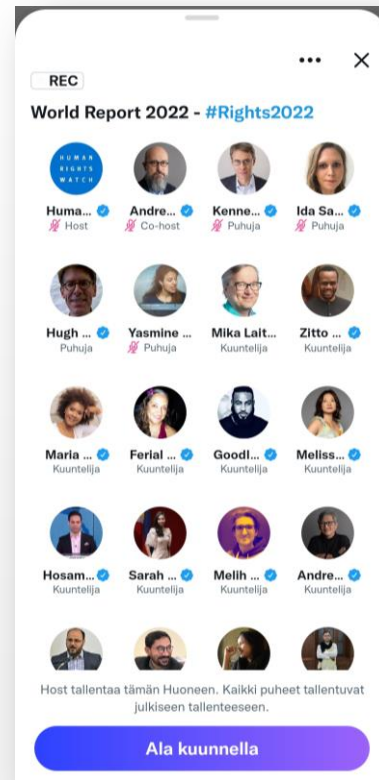 REC
World Report 2022 - #Rights2022
HUMAN
RIGHTS
WATCH
Huma... Andre... Kenne... Ida Sa...
Host Co-host Puhuja Puhuja
Hugh ... Yasmine ... Mika Lait... Zitto ...
Puhuja Puhuja Kuuntelija Kuuntelija
Maria ... Ferial ... Goodl... Meliss...
Kuuntelija Kuuntelija Kuuntelija Kuuntelija
Hosam... Sarah ... Melih ... Andre...
Kuuntelija Kuuntelija Kuuntelija Kuuntelija
Host tallentaa tämän Huoneen. Kaikki puheet tallentuvat
julkiseen tallenteeseen.
Ala kuunnella